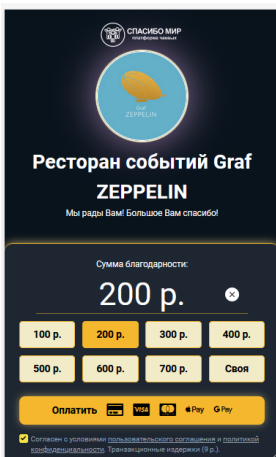 СПАСИБО МИР
платформа чаевых
Graf
ZEPPELIN
Ресторан событий Graf
ZEPPELIN
Мы рады Вам! Большое Вам спасибо!
Сумма благодарности:
200 р.
100 р. 200 р. 300 р. 400 р.
500 р. 600 р. 700 р. Своя
Оплатить VISA Pay G Pay
Согласен с условиями пользовательского соглашения и политикой
конфиденциальности. Транзакционные издержки (9 р.).